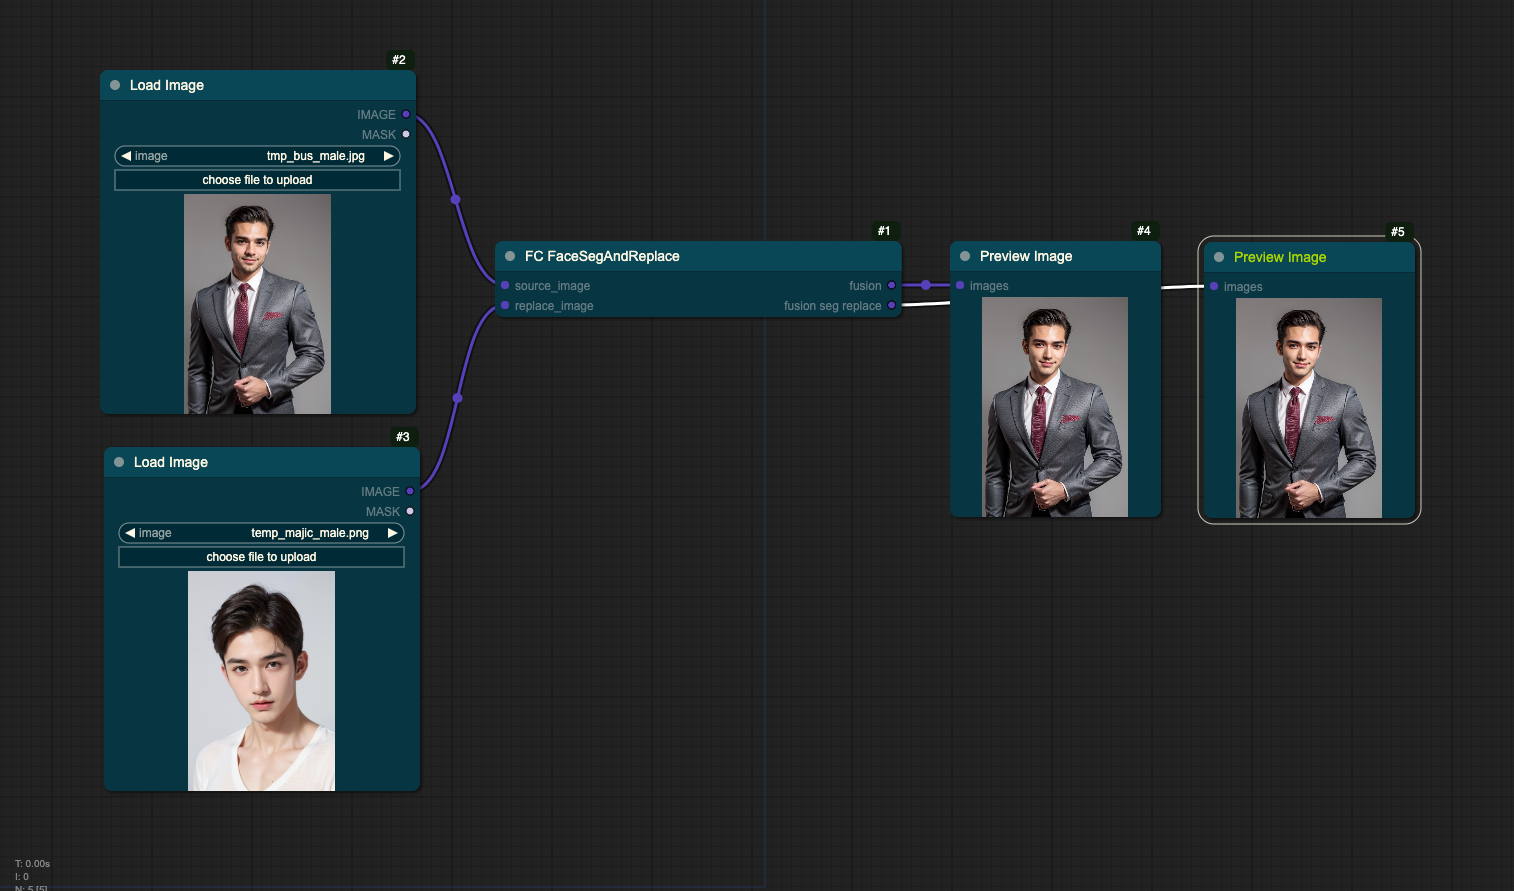 #2
Load Image
IMAGE
MASK
image tmp_bus_male.jpg
choose file to upload
#3
Load Image
IMAGE
MASK
image temp_majic_male.png
choose file to upload
#1
FC FaceSegAndReplace
source_image fusion
replace_image fusion seg replace
#4
Preview Image
images
#5
Preview Image
images
T: 0.00s
I: 0
N: 5 [5]